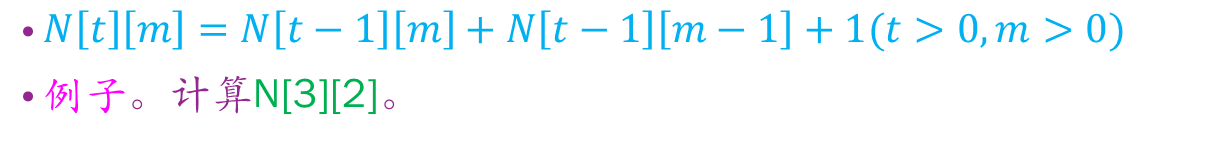 • N[t][m] = N[t − 1][m] + N[t − 1][m − 1] + 1(t > 0, m > 0)
• 例子。计算N[3][2]。